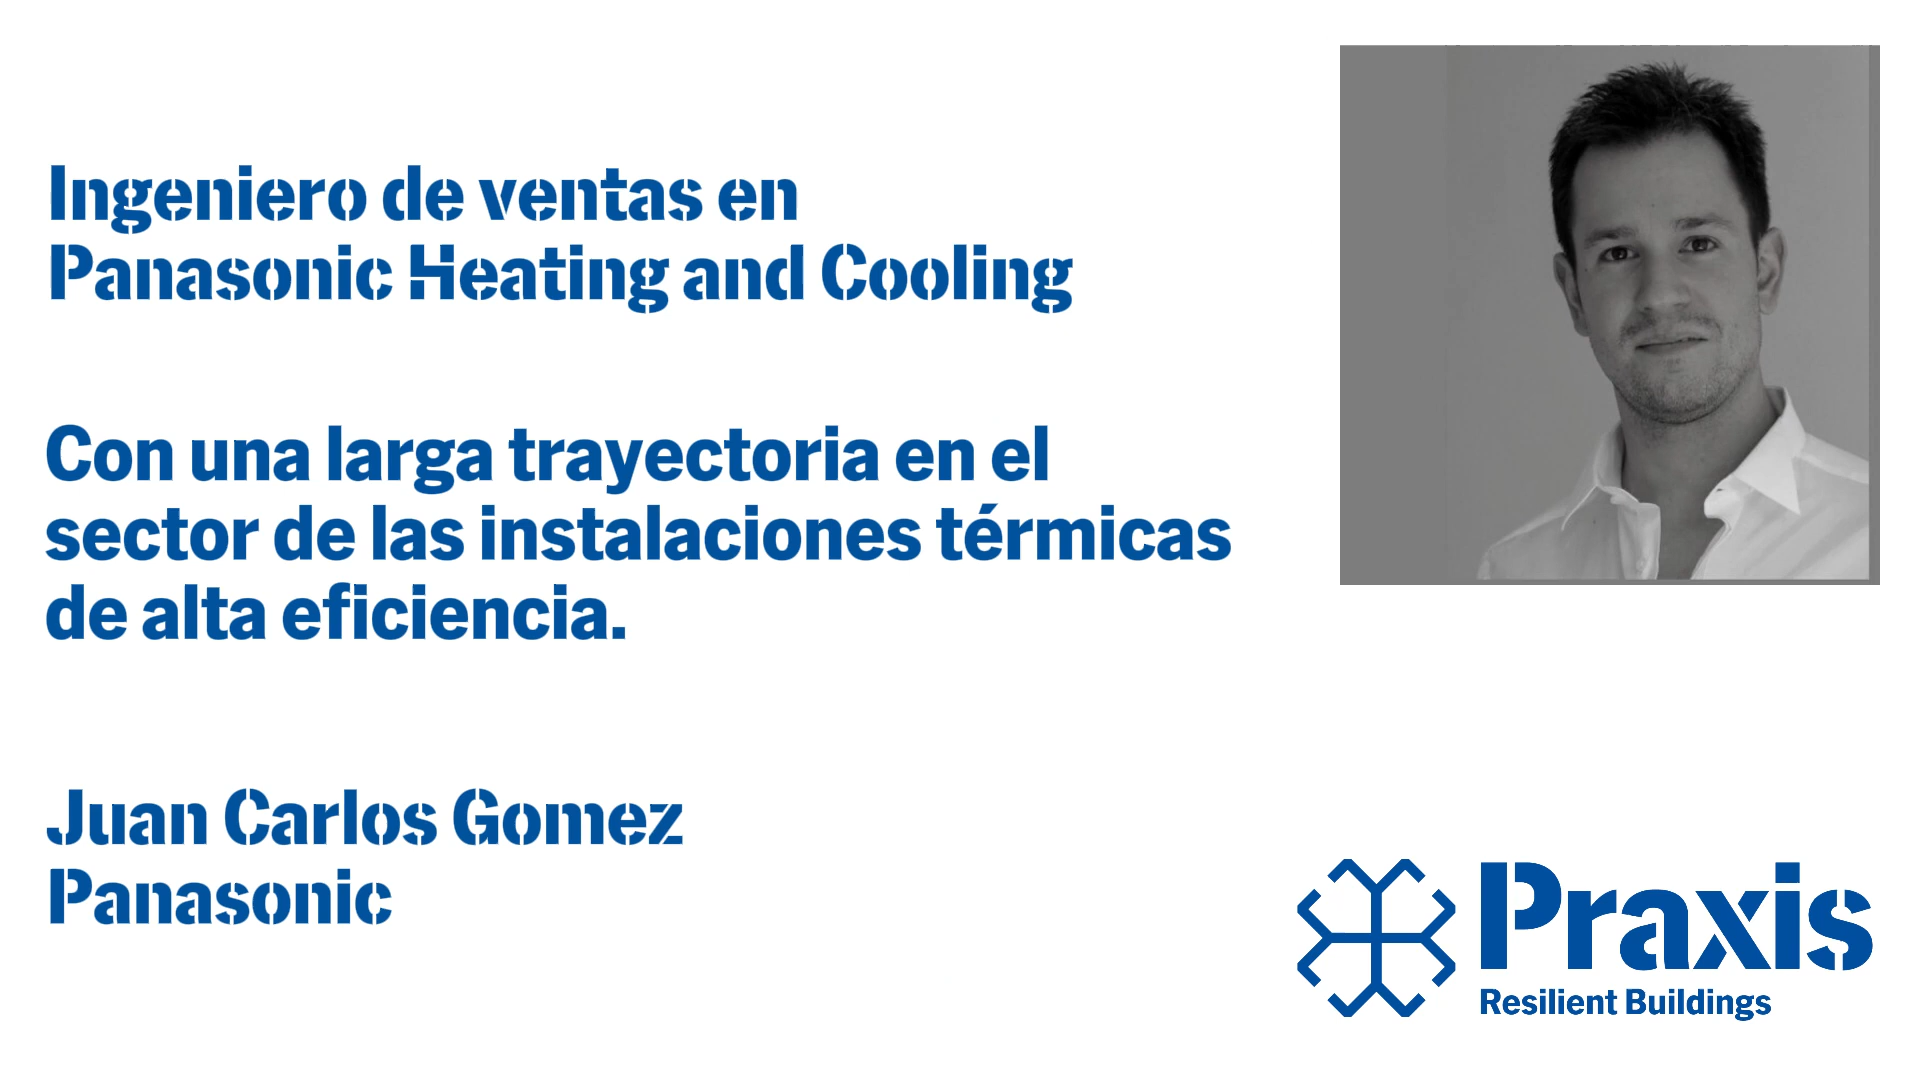 Ingeniero de ventas en
Panasonic Heating and Cooling
Con una larga trayectoria en el
sector de las instalaciones térmicas
de alta eficiencia.
Juan Carlos Gomez
Panasonic
Praxis
Resilient Buildings